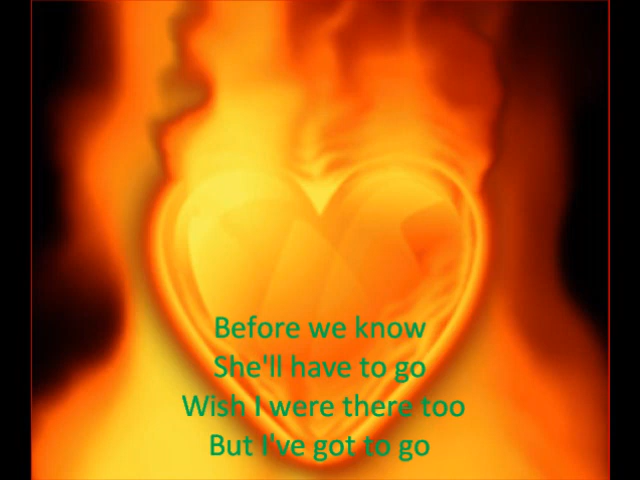 Before we know
She'll have to go
Wish I were there too
But I've got to go